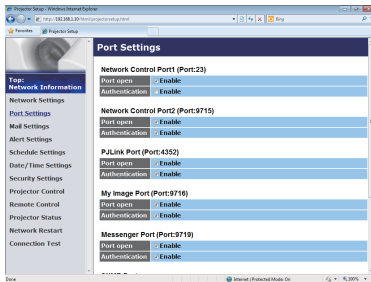 Projector Setup - Windows Internet Explorer
http://192.168.1.10/html/projectorsetup.html
Bing
Favorites
Projector Setup
Port Settings
Top:
Network Information
Network Settings
Port Settings
Mail Settings
Alert Settings
Schedule Settings
Date/Time Settings
Security Settings
Projector Control
Remote Control
Projector Status
Network Restart
Connection Test
Network Control Port1 (Port:23)
Port open Enable
Authentication Enable
Network Control Port2 (Port:9715)
Port open Enable
Authentication Enable
PJLink Port (Port:4352)
Port open Enable
Authentication Enable
My Image Port (Port:9716)
Port open Enable
Authentication Enable
Messenger Port (Port:9719)
Port open Enable
Authentication Enable
Done
Internet | Protected Mode: On
100%